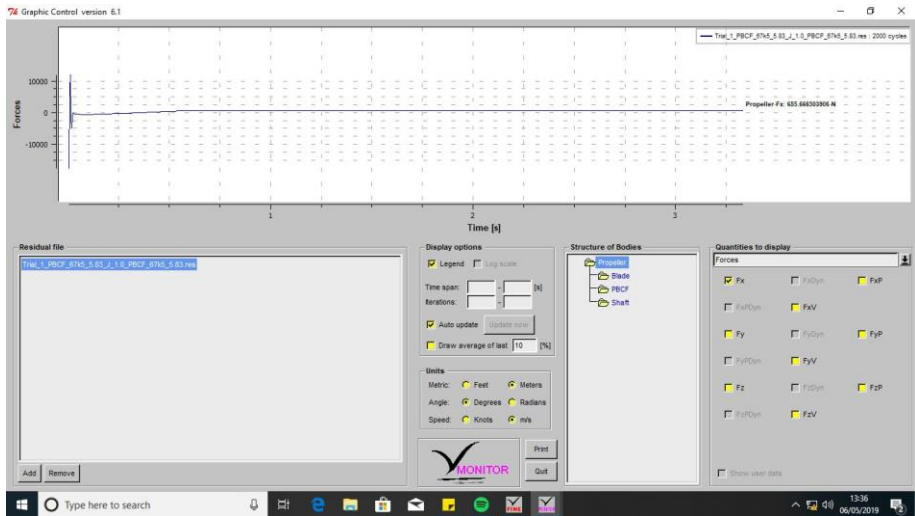 Graphic Control version 6.1
Trial_1_PBCF_67k5_5.83_J_1.0_PBCF_67k5_5.83.res : 2000 cycles
10000
0
-10000
Forces
Propeller-Fx: 655.666303906-N
1
2
3
Time [s]
Residual file
Trial_1_PBCF_67k5_5.83_J_1.0_PBCF_67k5_5.83.res
Add Remove
Display options
Legend Log scale
Time span: - [s]
Iterations: -
Auto update Update now
Draw average of last 10 [%]
Units
Metric: Feet Meters
Angle: Degrees Radians
Speed: Knots m/s
MONITOR
Print
Quit
Structure of Bodies
Propeller
Blade
PBCF
Shaft
Quantities to display
Forces
Fx FxDyn FxP
FxPDyn FxV
Fy FyDyn FyP
FyPDyn FyV
Fz FzDyn FzP
FzPDyn FzV
Show user data
Type here to search
FINE
13:36
06/05/2019